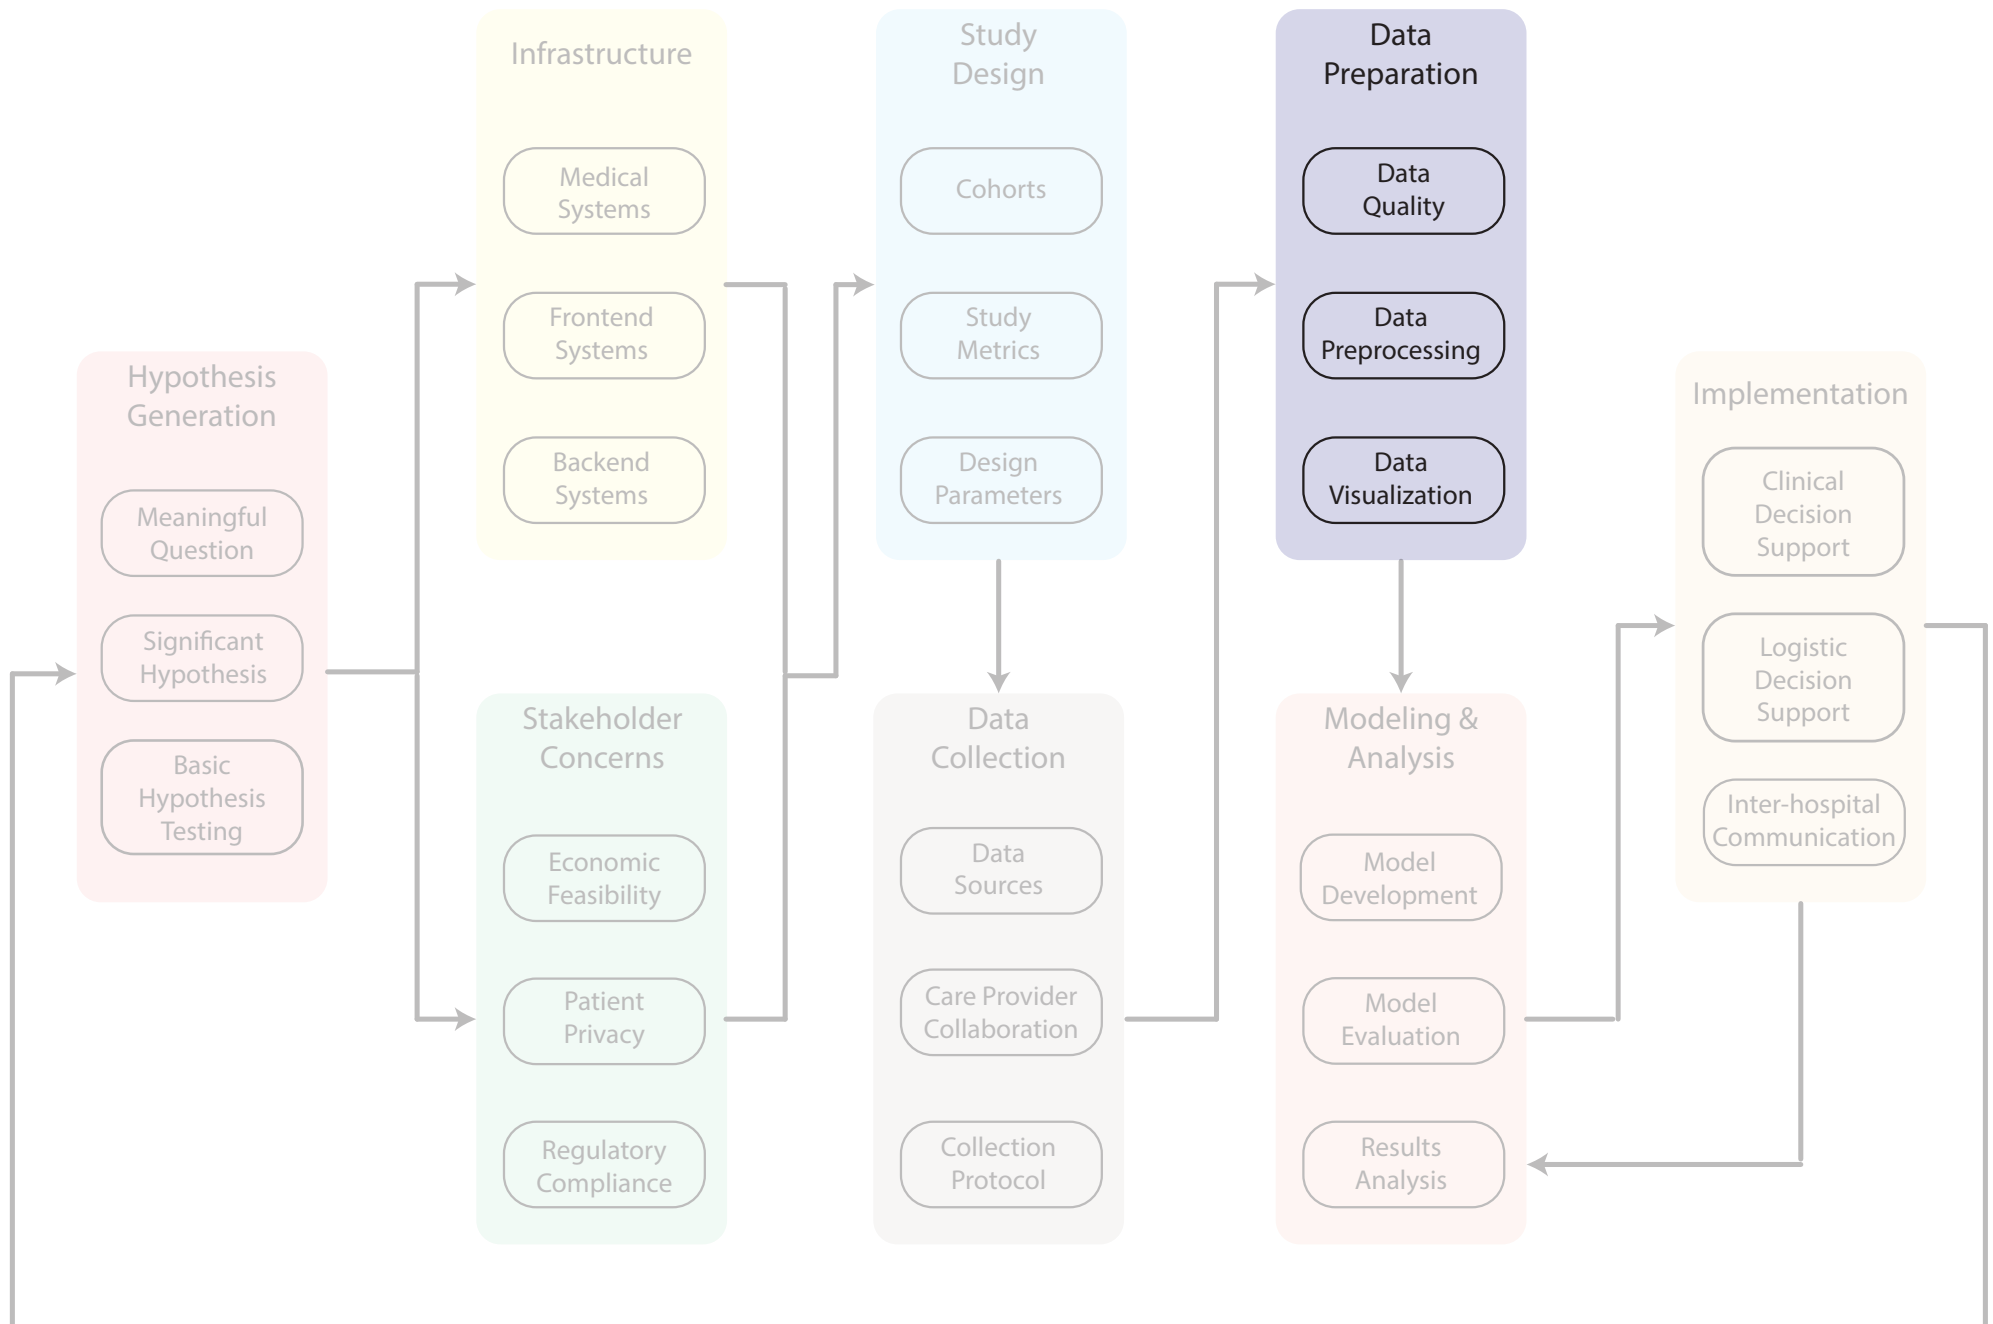 Hypothesis
Generation
Meaningful
Question
Significant
Hypothesis
Basic
Hypothesis
Testing
Infrastructure
Medical
Systems
Frontend
Systems
Backend
Systems
Stakeholder
Concerns
Economic
Feasibility
Patient
Privacy
Regulatory
Compliance
Study
Design
Cohorts
Study
Metrics
Design
Parameters
Data
Collection
Data
Sources
Care Provider
Collaboration
Collection
Protocol
Data
Preparation
Data
Quality
Data
Preprocessing
Data
Visualization
Modeling &
Analysis
Model
Development
Model
Evaluation
Results
Analysis
Implementation
Clinical
Decision
Support
Logistic
Decision
Support
Inter-hospital
Communication